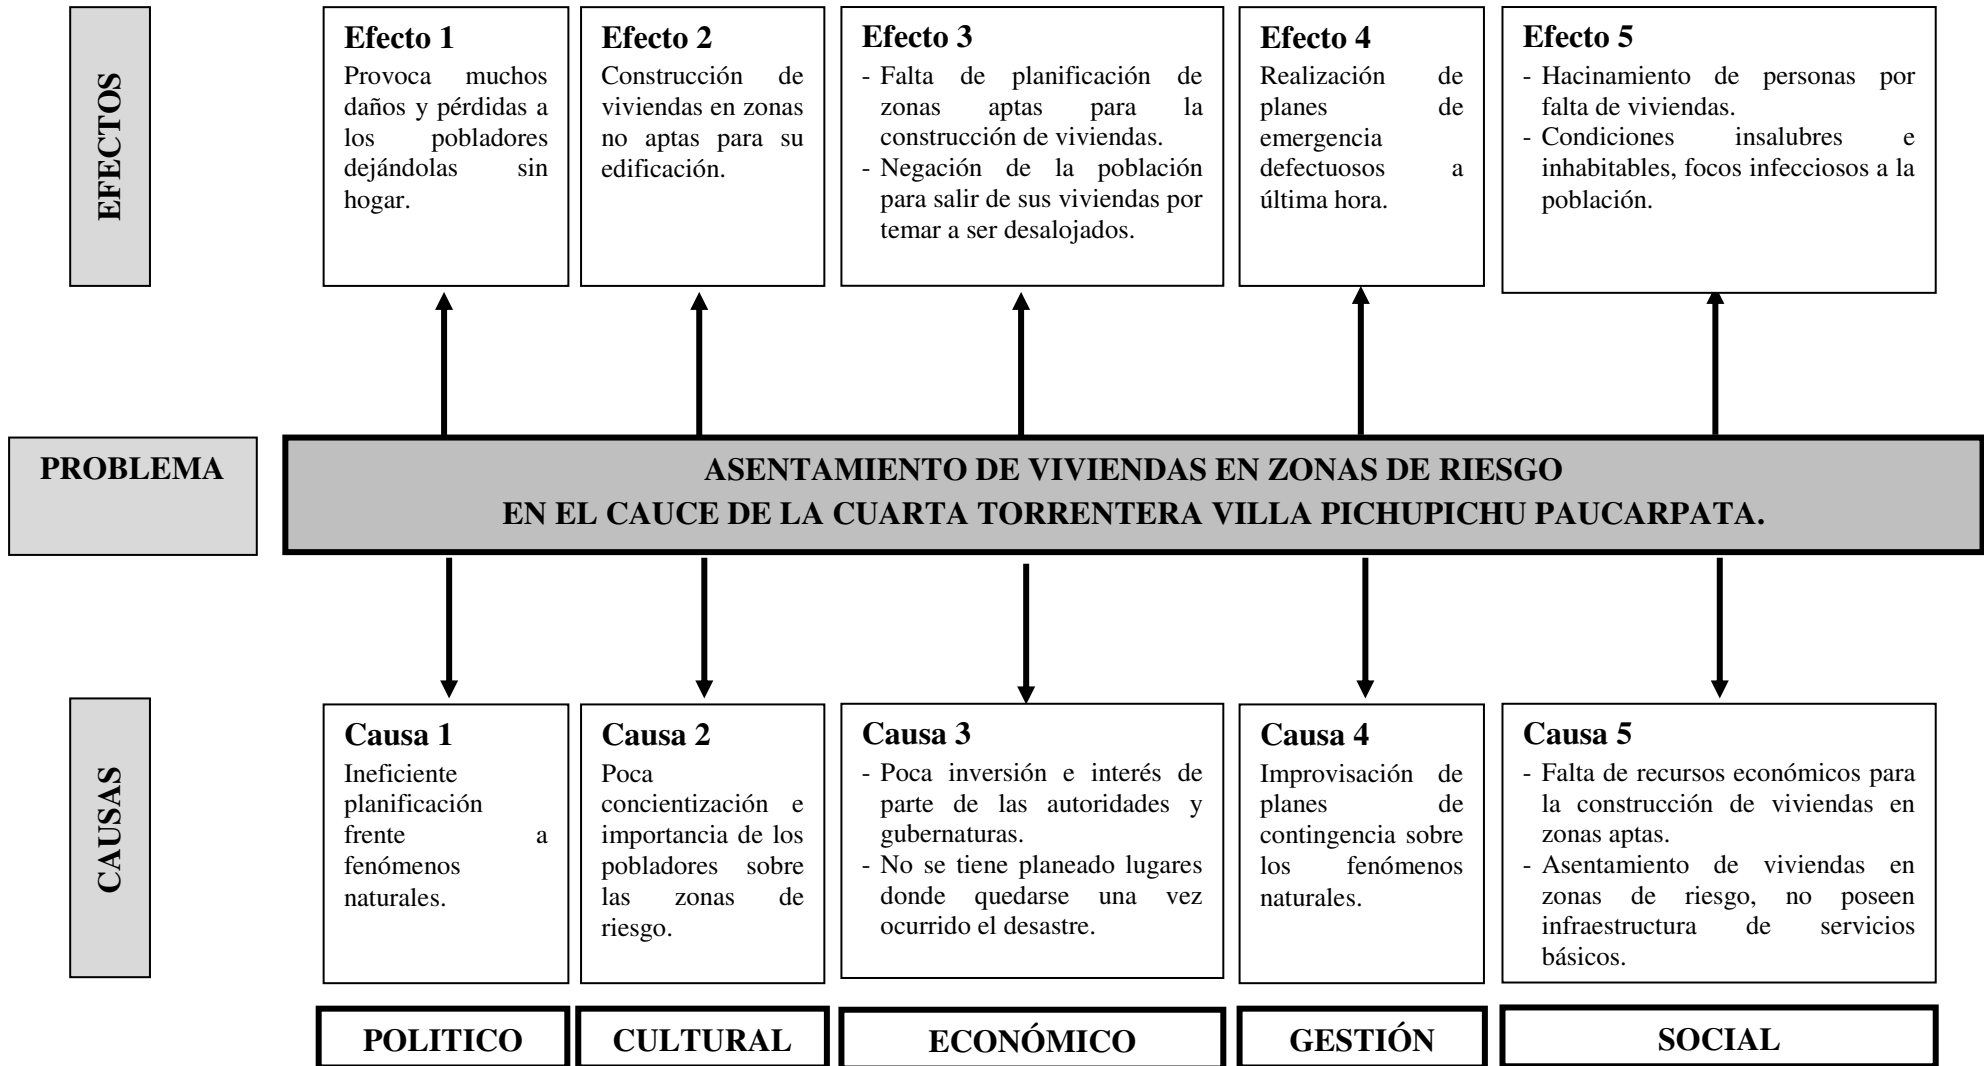 EFECTOS
Efecto 1
Provoca muchos
daños y pérdidas a
los pobladores
dejándolas sin
hogar.
Efecto 2
Construcción de
viviendas en zonas
no aptas para su
edificación.
Efecto 3
- Falta de planificación de
zonas aptas para la
construcción de viviendas.
- Negación de la población
para salir de sus viviendas por
temar a ser desalojados.
Efecto 4
Realización de
planes de
emergencia
defectuosos a
última hora.
Efecto 5
- Hacinamiento de personas por
falta de viviendas.
- Condiciones insalubres e
inhabitables, focos infecciosos a la
población.
PROBLEMA
ASENTAMIENTO DE VIVIENDAS EN ZONAS DE RIESGO
EN EL CAUCE DE LA CUARTA TORRENTERA VILLA PICHUPICHU PAUCARPATA.
CAUSAS
Causa 1
Ineficiente
planificación
frente a
fenómenos
naturales.
Causa 2
Poca
concientización e
importancia de los
pobladores sobre
las zonas de
riesgo.
Causa 3
- Poca inversión e interés de
parte de las autoridades y
gubernaturas.
- No se tiene planeado lugares
donde quedarse una vez
ocurrido el desastre.
Causa 4
Improvisación de
planes de
contingencia sobre
los fenómenos
naturales.
Causa 5
- Falta de recursos económicos para
la construcción de viviendas en
zonas aptas.
- Asentamiento de viviendas en
zonas de riesgo, no poseen
infraestructura de servicios
básicos.
POLITICO
CULTURAL
ECONÓMICO
GESTIÓN
SOCIAL